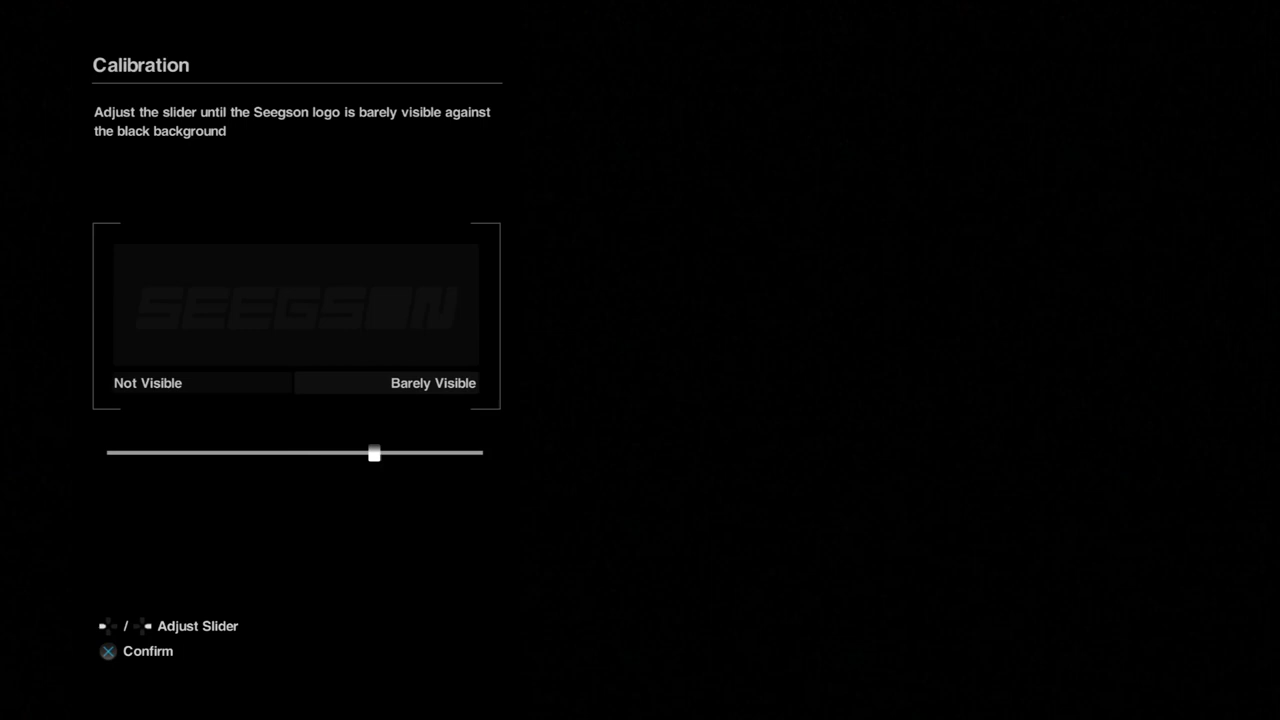 Calibration
Adjust the slider until the Seegson logo is barely visible against
the black background
SEEGSON
Not Visible
Barely Visible
/ Adjust Slider
Confirm